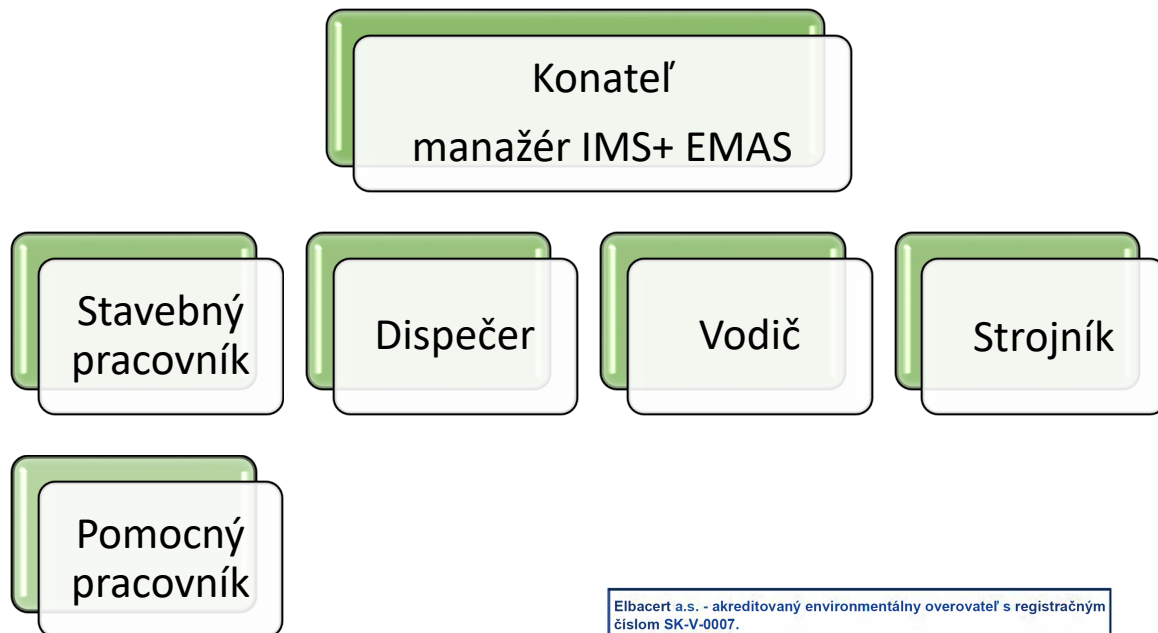 Konateľ
manažér IMS+ EMAS
Stavebný
pracovník
Dispečer
Vodič
Strojník
Pomocný
pracovník
Elbacert a.s. - akreditovaný environmentálny overovateľ s registračným
číslom SK-V-0007.